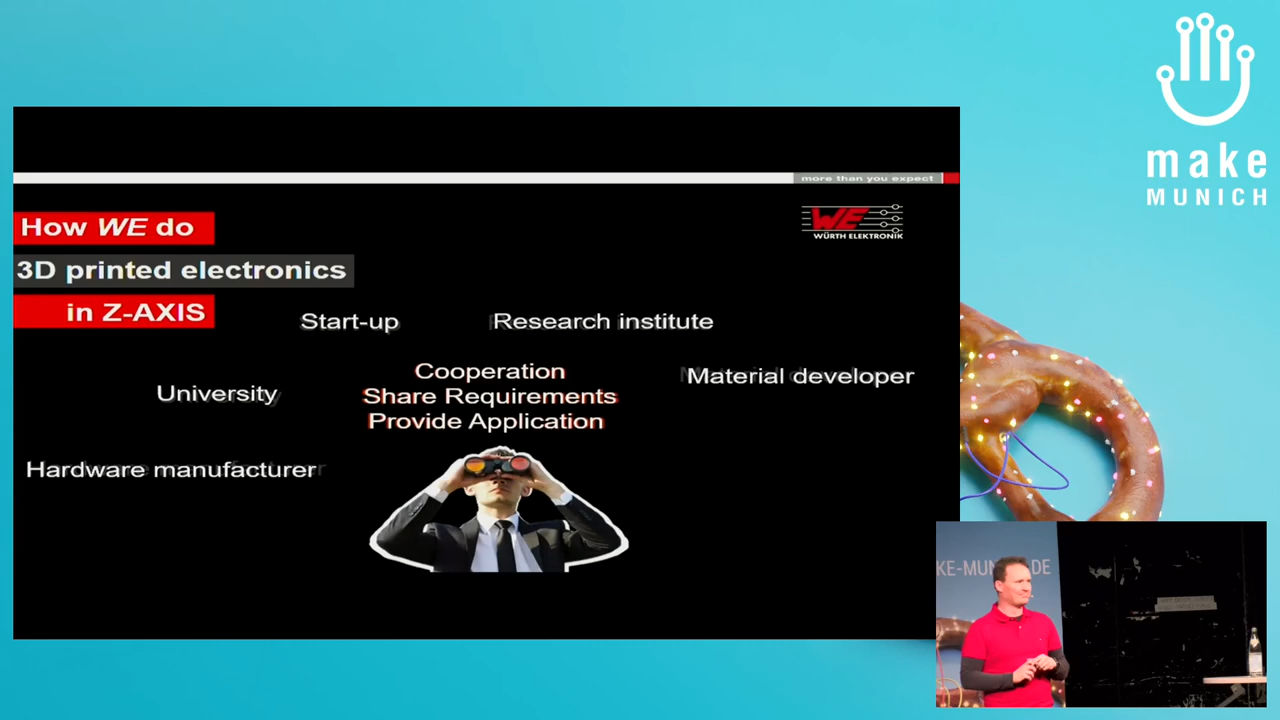 make
MUNICH
more than you expect
WE
WÜRTH ELEKTRONIK
How WE do
3D printed electronics
in Z-AXIS
Start-up
Research institute
Cooperation
Share Requirements
Provide Application
University
Material developer
Hardware manufacturer